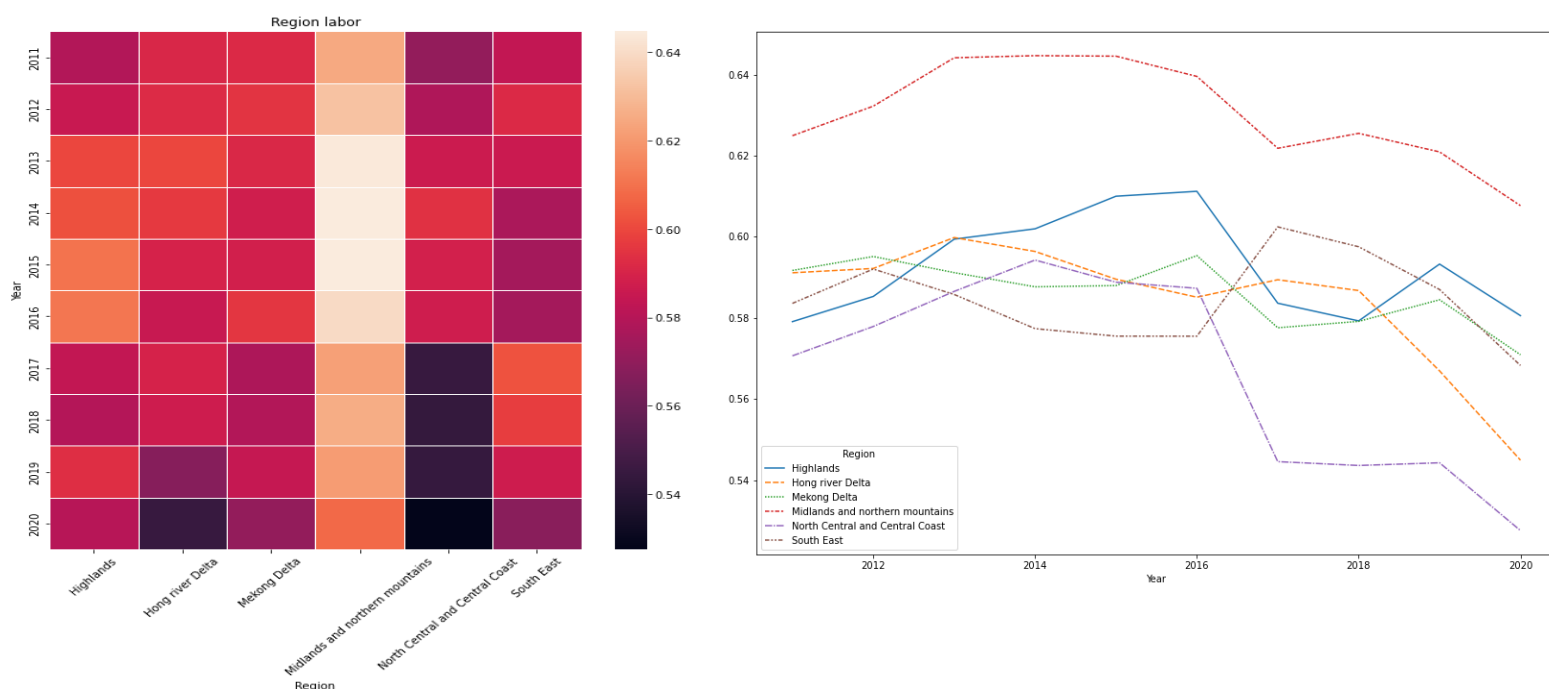 Region labor
2011
2012
2013
2014
2015
2016
2017
2018
2019
2020
Year
Highlands
Hong river Delta
Mekong Delta
Midlands and northern mountains
North Central and Central Coast
South East
Region
0.64
0.62
0.60
0.58
0.56
0.54
0.64
0.62
0.60
0.58
0.56
0.54
Region
Highlands
Hong river Delta
Mekong Delta
Midlands and northern mountains
North Central and Central Coast
South East
2012
2014
2016
2018
2020
Year